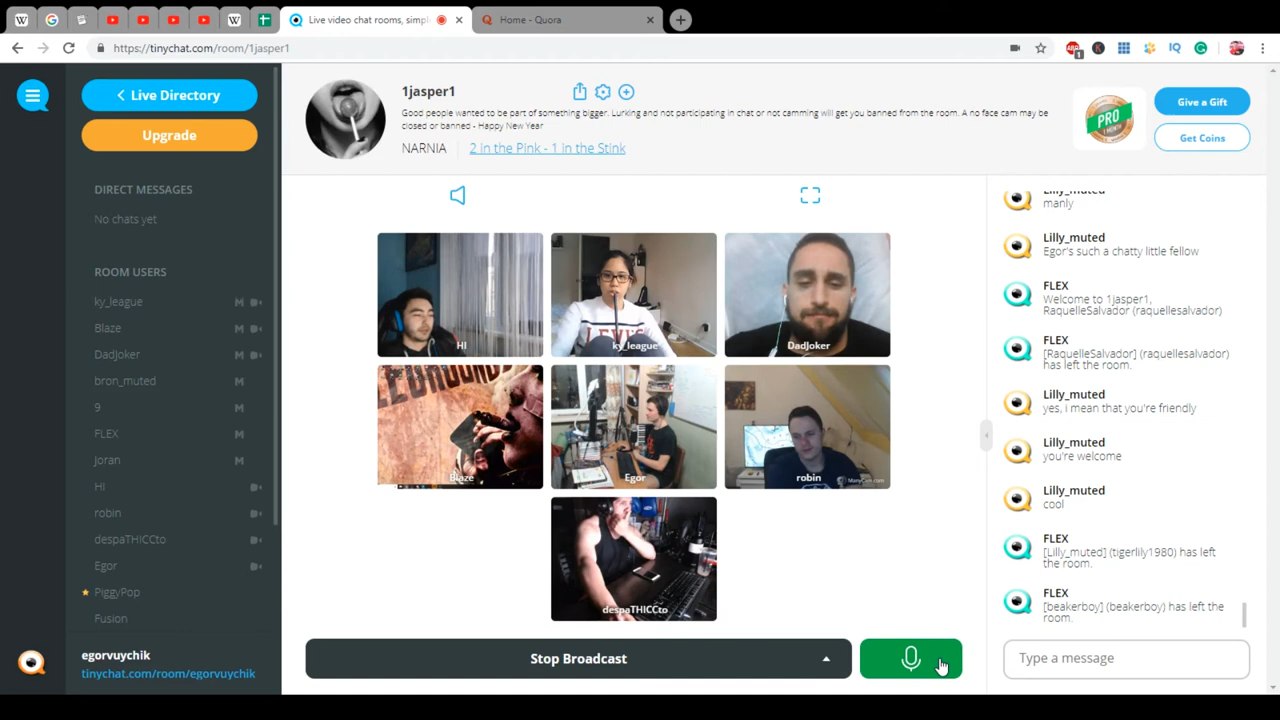 Live video chat rooms, simpl
Home - Quora
https://tinychat.com/room/1jasper1
Live Directory
Upgrade
DIRECT MESSAGES
No chats yet
ROOM USERS
ky_league
M
Blaze
M
DadJoker
M
bron_muted
M
9
M
FLEX
M
Joran
M
HI
robin
despaTHICCto
Egor
PiggyPop
Fusion
egorvuychik
tinychat.com/room/egorvuychik
1jasper1
Good people wanted to be part of something bigger. Lurking and not participating in chat or not camming will get you banned from the room. A no face cam may be
closed or banned - Happy New Year
NARNIA
2 in the Pink - 1 in the Stink
PRO
1 MONTH
Give a Gift
Get Coins
HI
ky_league
DadJoker
Blaze
Egor
robin
ManyCam.com
despaTHICCto
Stop Broadcast
Lilly_muted
manly
Lilly_muted
Egor's such a chatty little fellow
FLEX
Welcome to 1jasper1,
RaquelleSalvador (raquellesalvador)
FLEX
[RaquelleSalvador] (raquellesalvador)
has left the room.
Lilly_muted
yes, i mean that you're friendly
Lilly_muted
you're welcome
Lilly_muted
cool
FLEX
[Lilly_muted] (tigerlily1980) has left
the room.
FLEX
[beakerboy] (beakerboy) has left the
room.
Type a message